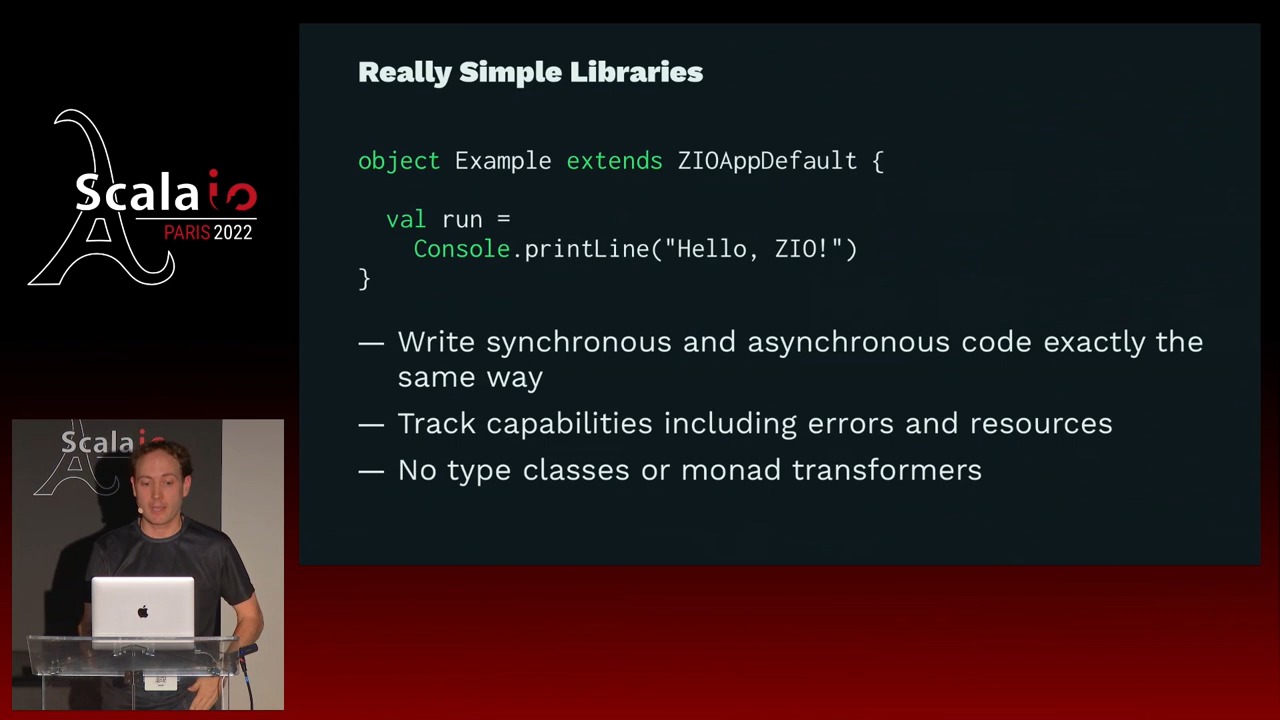 Really Simple Libraries
object Example extends ZIOAppDefault {
val run =
Console.printLine("Hello, ZIO!")
}
— Write synchronous and asynchronous code exactly the
same way
— Track capabilities including errors and resources
— No type classes or monad transformers
Scala io
PARIS 2022
Scala io